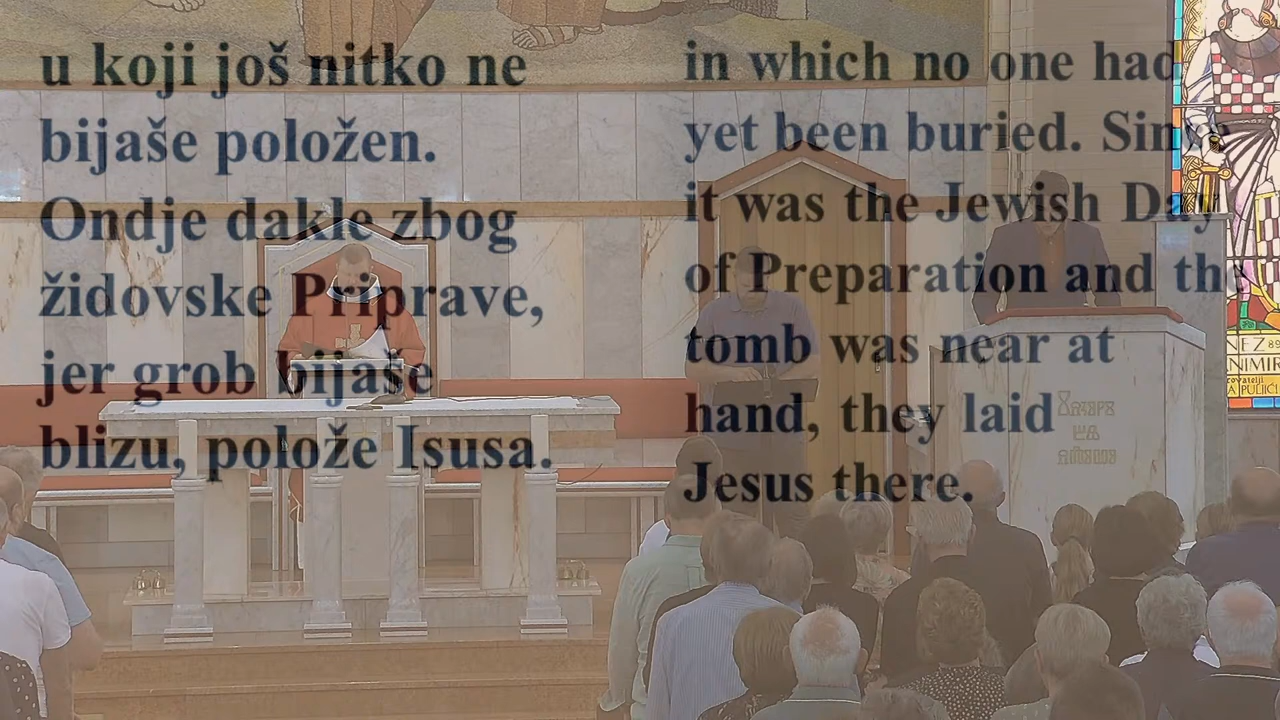 u koji još nitko ne
bijaše položen.
Ondje dakle zbog
židovske Priprave,
jer grob bijaše
blizu, polože Isusa.
in which no one had
yet been buried. Since
it was the Jewish Day
of Preparation and th
tomb was near at
hand, they laid
Jesus there.